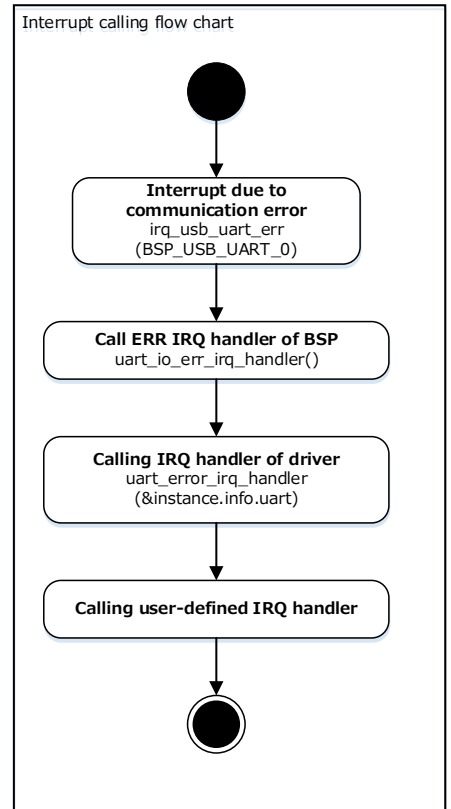 Interrupt calling flow chart
Interrupt due to
communication error
irq_usb_uart_err
(BSP_USB_UART_0)
Call ERR IRQ handler of BSP
uart_io_err_irq_handler()
Calling IRQ handler of driver
uart_error_irq_handler
(&instance.info.uart)
Calling user-defined IRQ handler